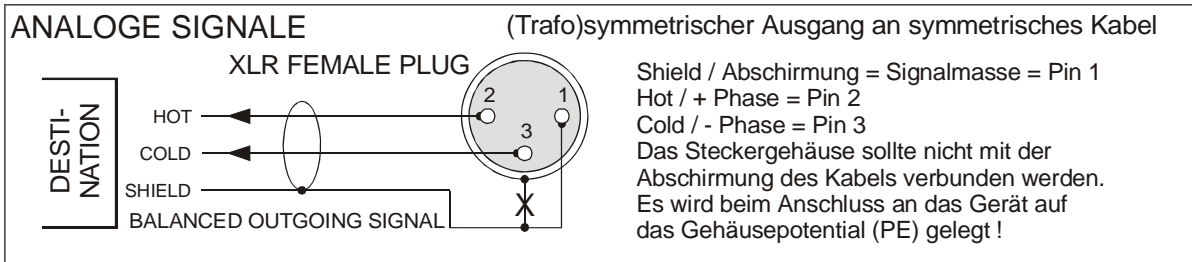 ANALOGE SIGNALE
(Trafo)symmetrischer Ausgang an symmetrisches Kabel
XLR FEMALE PLUG
DESTI-
NATION
HOT
COLD
SHIELD
BALANCED OUTGOING SIGNAL
2
1
3
X
Shield / Abschirmung = Signalmasse = Pin 1
Hot / + Phase = Pin 2
Cold / - Phase = Pin 3
Das Steckergehäuse sollte nicht mit der
Abschirmung des Kabels verbunden werden.
Es wird beim Anschluss an das Gerät auf
das Gehäusepotential (PE) gelegt !